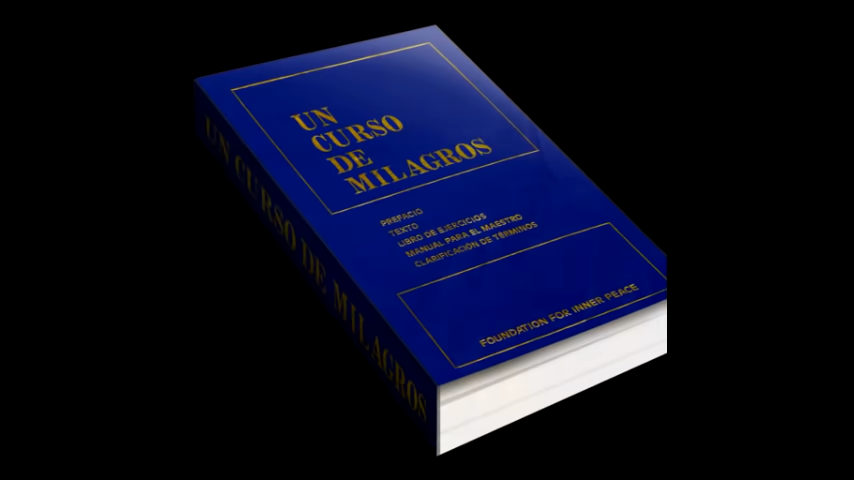 UN
CURSO
DE
MILAGROS
PREFACIO
TEXTO
LIBRO DE EJERCICIOS
MANUAL PARA EL MAESTRO
CLARIFICACIÓN DE TÉRMINOS
FOUNDATION FOR INNER PEACE
UN CURSO DE MILAGROS